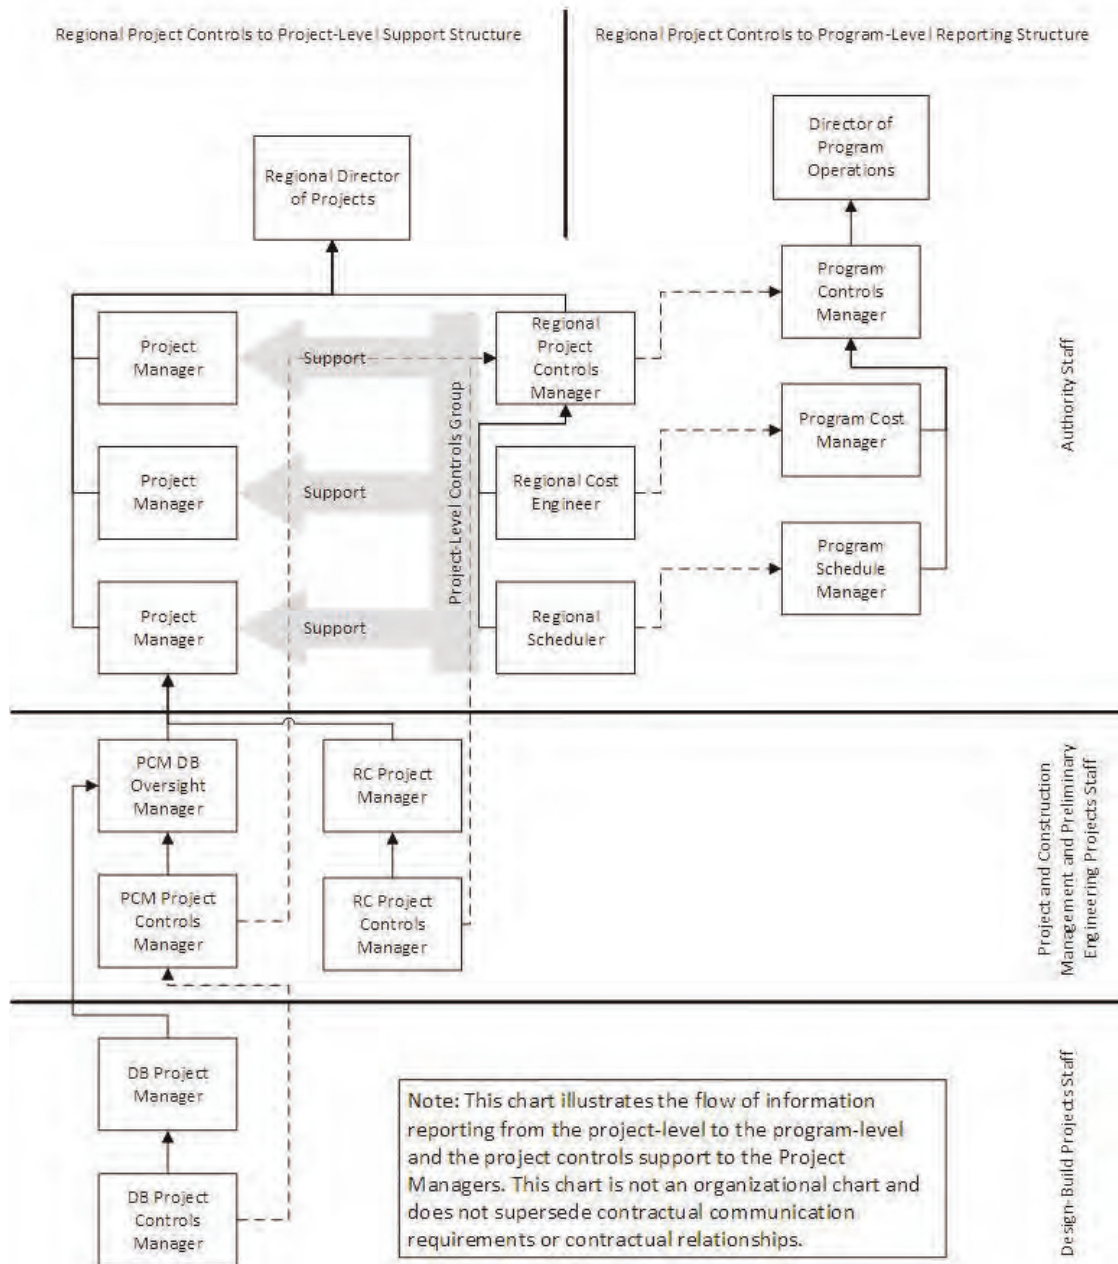 Regional Project Controls to Project-Level Support Structure
Regional Project Controls to Program-Level Reporting Structure
Director of
Program
Operations
Regional Director
of Projects
Program
Controls
Manager
Project
Manager
Support
Regional
Project
Controls
Manager
Project-Level Controls Group
Authority Staff
Program Cost
Manager
Project
Manager
Support
Regional Cost
Engineer
Program
Schedule
Manager
Project
Manager
Support
Regional
Scheduler
PCM DB
Oversight
Manager
RC Project
Manager
Project and Construction
Management and Preliminary
Engineering Projects Staff
PCM Project
Controls
Manager
RC Project
Controls
Manager
DB Project
Manager
Design-Build Projects Staff
Note: This chart illustrates the flow of information
reporting from the project-level to the program-level
and the project controls support to the Project
Managers. This chart is not an organizational chart and
does not supersede contractual communication
requirements or contractual relationships.
DB Project
Controls
Manager